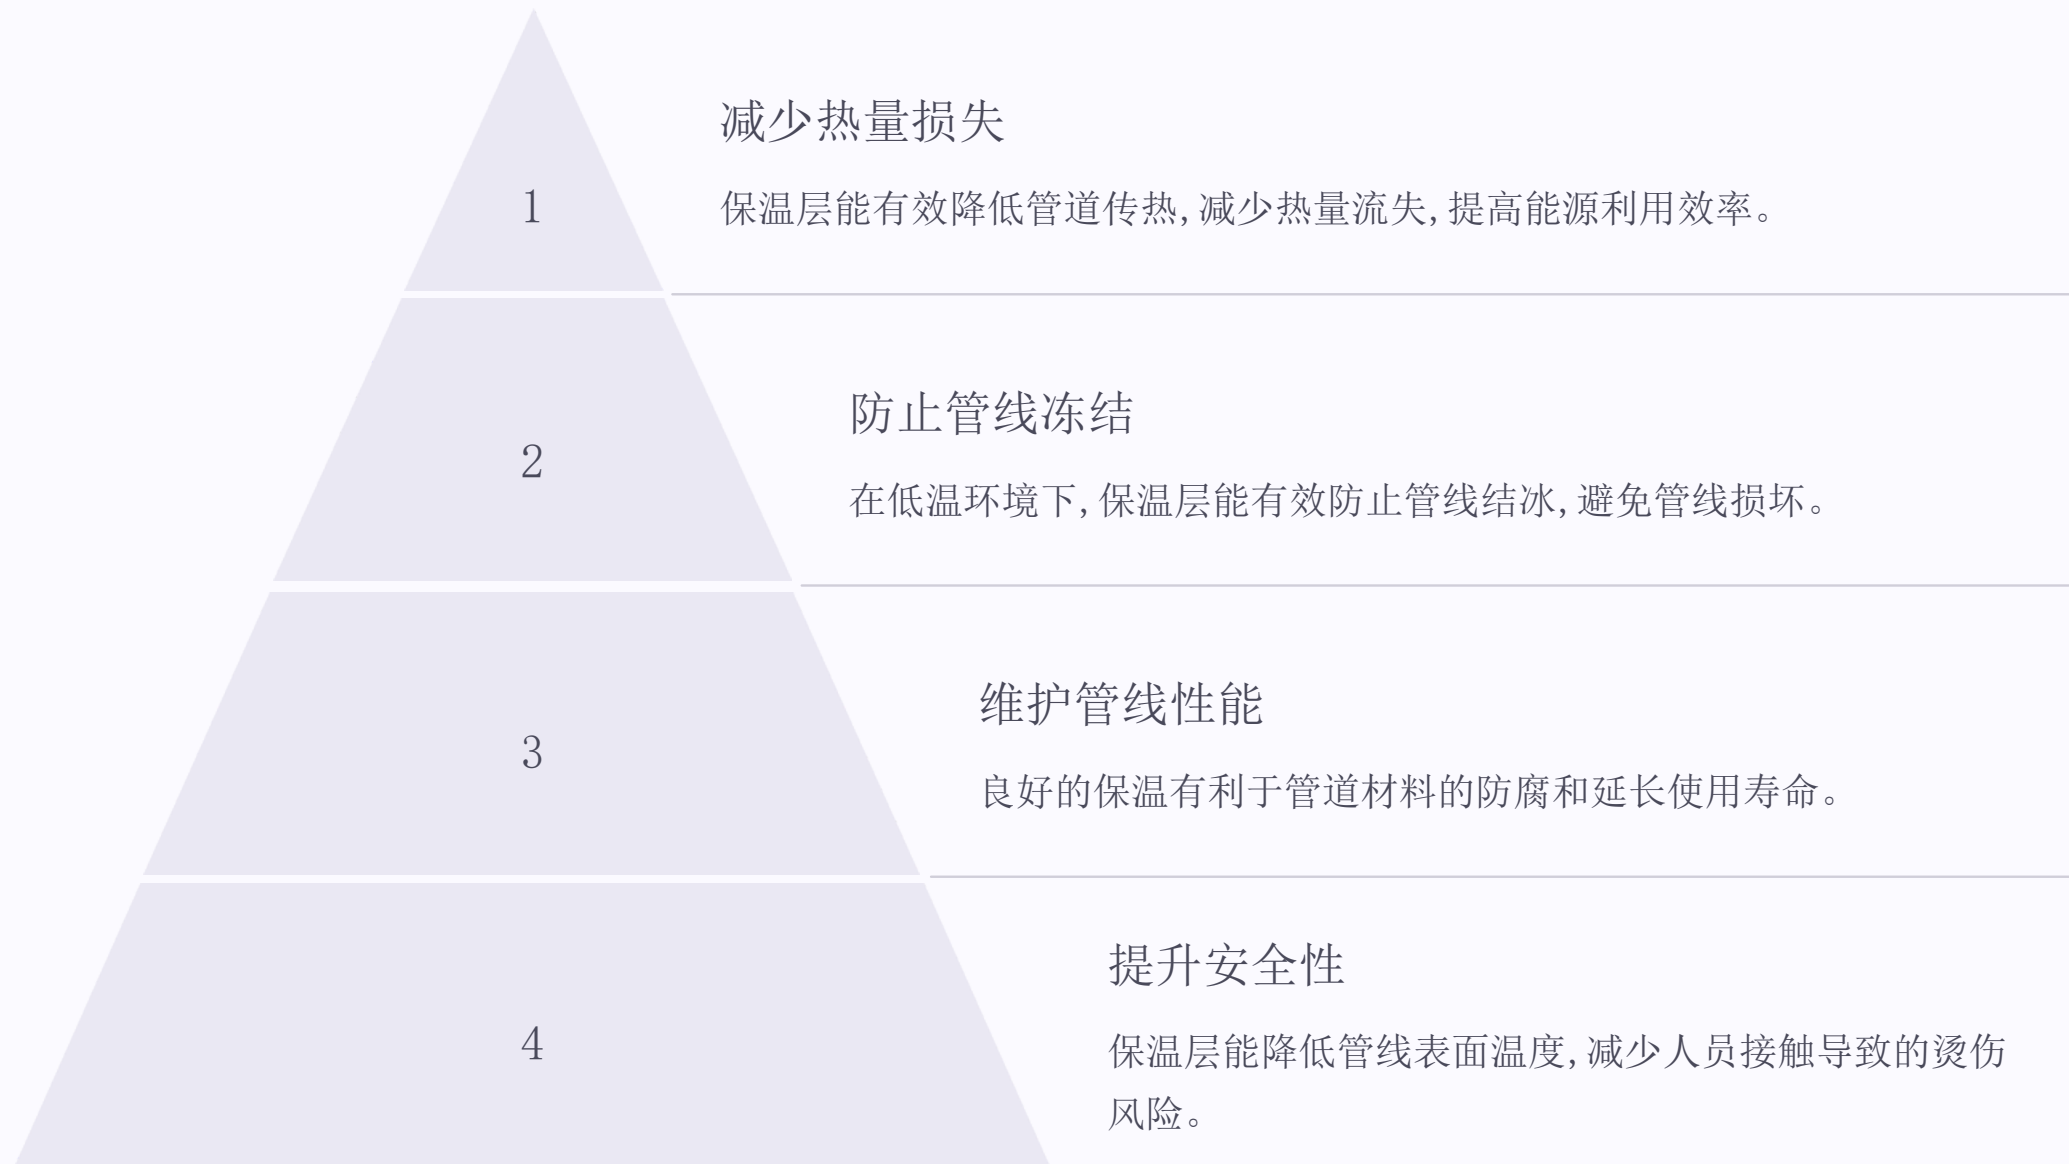 1
减少热量损失
保温层能有效降低管道传热,减少热量流失,提高能源利用效率。
2
防止管线冻结
在低温环境下,保温层能有效防止管线结冰,避免管线损坏。
3
维护管线性能
良好的保温有利于管道材料的防腐和延长使用寿命。
4
提升安全性
保温层能降低管线表面温度,减少人员接触导致的烫伤
风险。